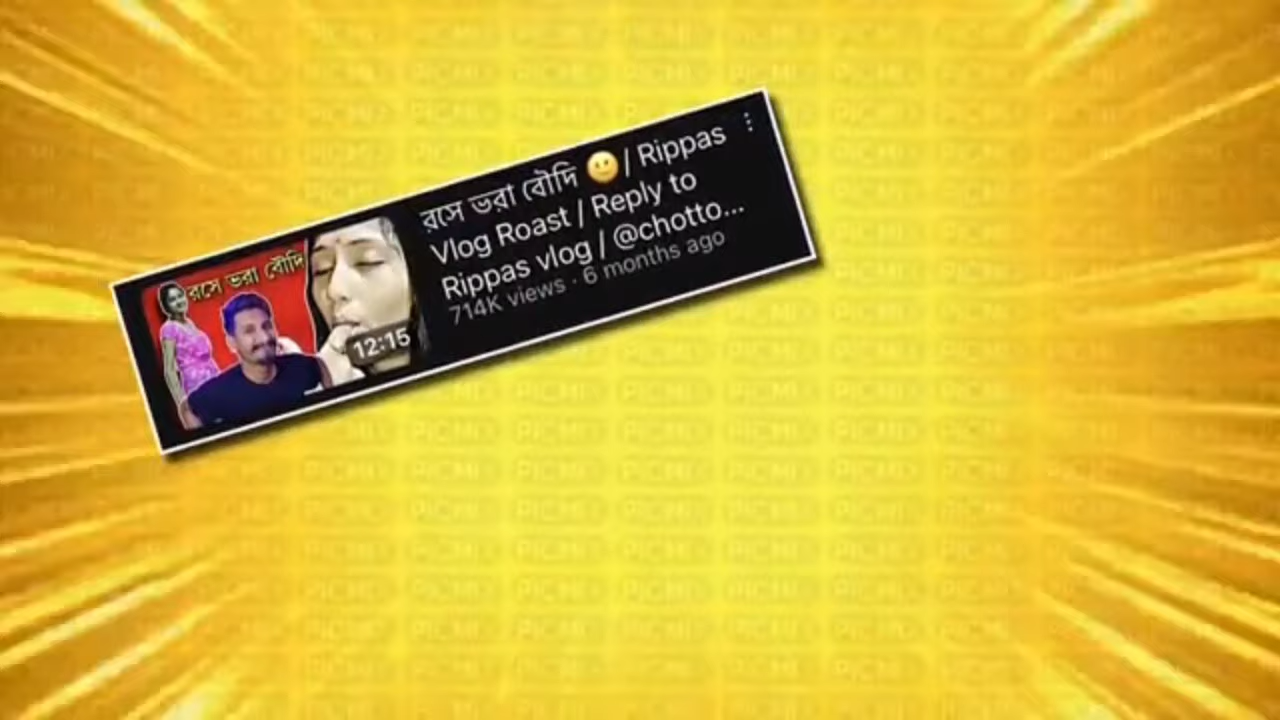 রসে ভরা বৌদি 🙂 / Rippas
Vlog Roast / Reply to
Rippas vlog / @chotto...
714K views · 6 months ago
রসে ভরা বৌদি
12:15
PICMIX